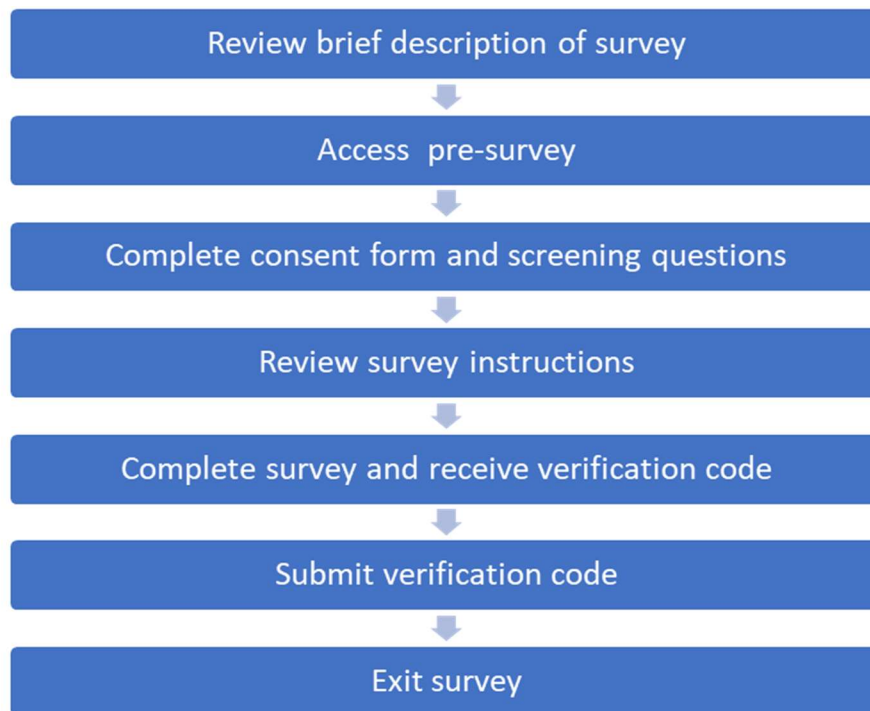 Review brief description of survey
Access pre-survey
Complete consent form and screening questions
Review survey instructions
Complete survey and receive verification code
Submit verification code
Exit survey